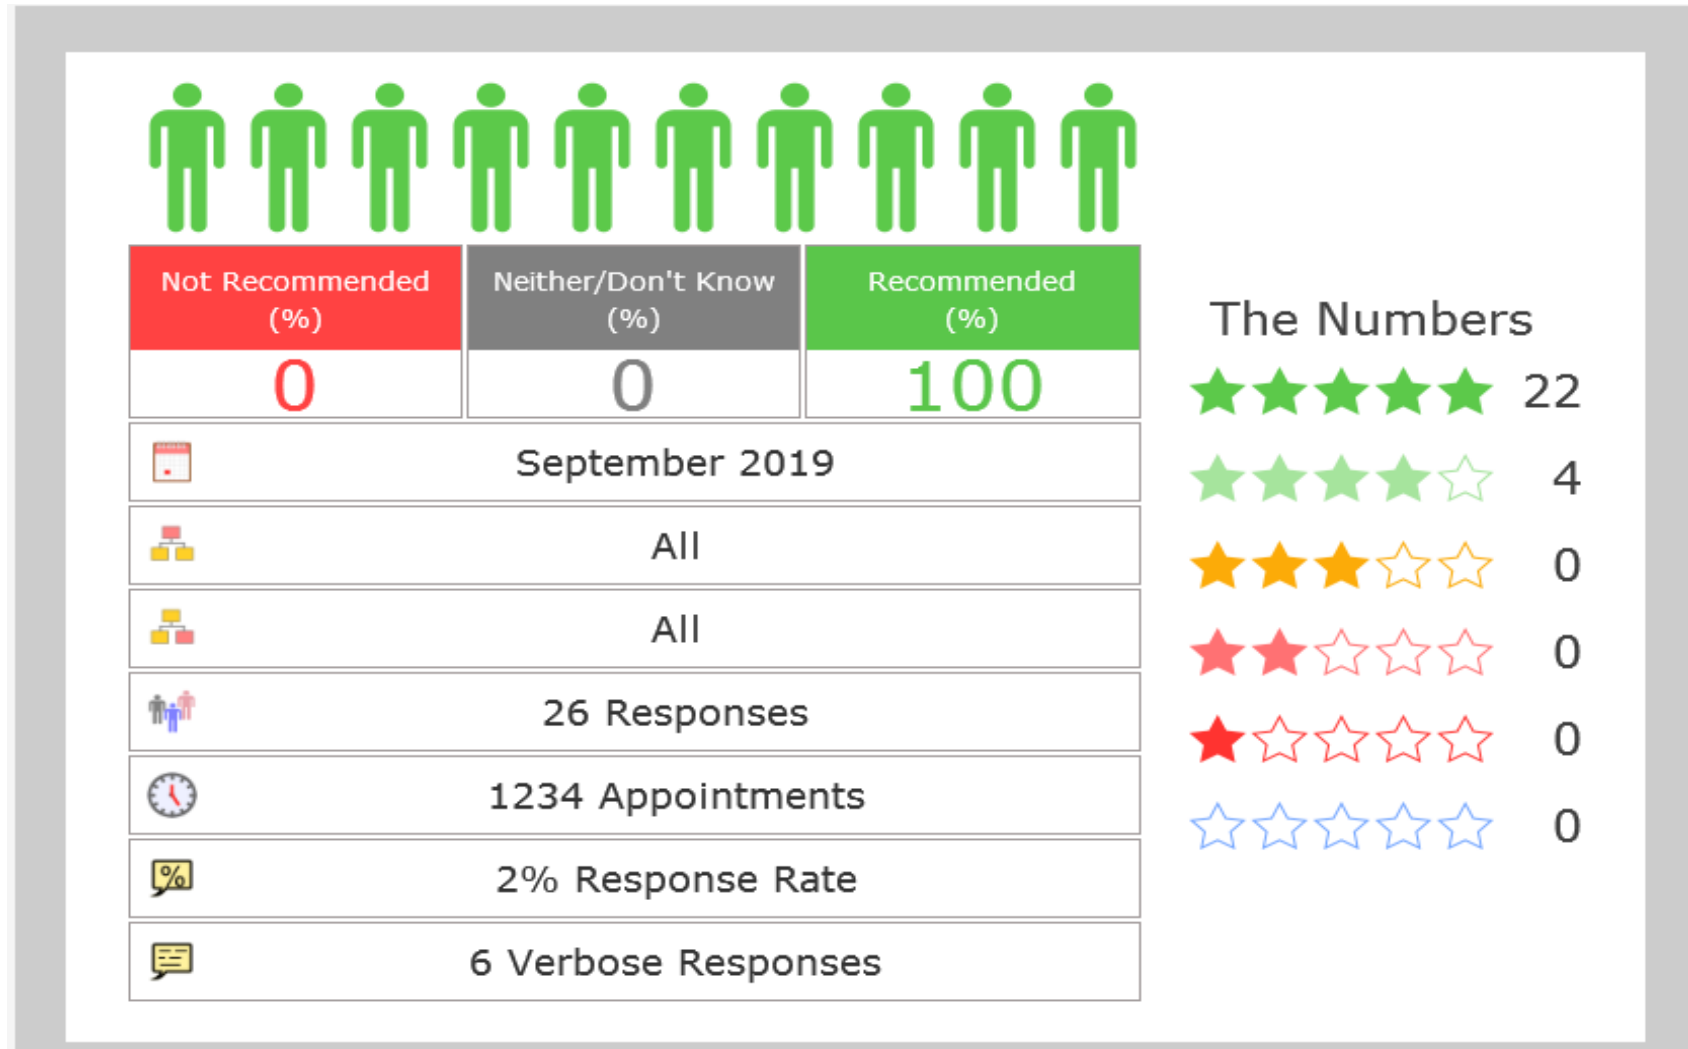 Not Recommended
(%)
Neither/Don't Know
(%)
Recommended
(%)
0
0
100
September 2019
All
All
26 Responses
1234 Appointments
%
2% Response Rate
6 Verbose Responses
The Numbers
22
4
0
0
0
0